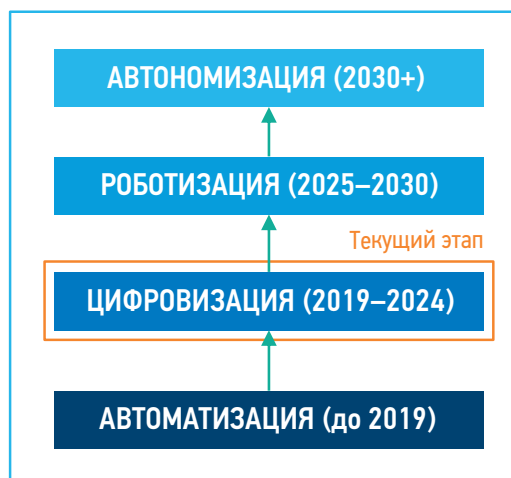 АВТОНОМИЗАЦИЯ (2030+)
РОБОТИЗАЦИЯ (2025–2030)
Текущий этап
ЦИФРОВИЗАЦИЯ (2019–2024)
АВТОМАТИЗАЦИЯ (до 2019)